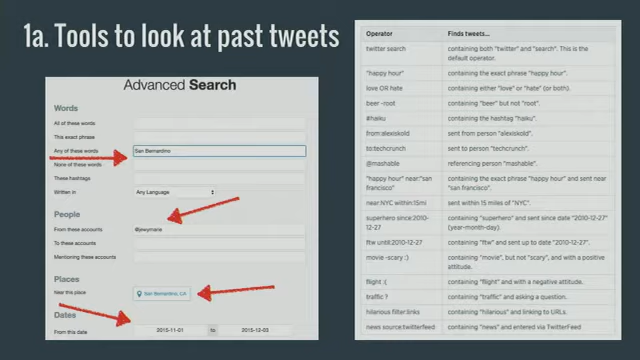 1a. Tools to look at past tweets
Advanced Search
Words
All of these words
This exact phrase
Any of these words San Bernardino
None of these words
These hashtags
Written in Any Language
People
From these accounts
To these accounts
Mentioning these accounts
Places
Near this place San Bernardino, CA
Dates
From this date 2015-11-01 to 2015-12-03
Operator Finds tweets...
twitter search containing both "twitter" and "search". This is the
default operator.
"happy hour" containing the exact phrase "happy hour".
love OR hate containing either "love" or "hate" (or both).
beer -root containing "beer" but not "root".
#haiku containing the hashtag "haiku".
from:alexiskold sent from person "alexiskold".
to:techcrunch sent to person "techcrunch".
@mashable referencing person "mashable".
"happy hour" near:"san containing the exact phrase "happy hour" and sent near
francisco" "san francisco".
near:NYC within:15mi sent within 15 miles of "NYC".
superhero since:2010- containing "superhero" and sent since date "2010-12-27"
12-27 (year-month-day).
ftw until:2010-12-27 containing "ftw" and sent up to date "2010-12-27".
movie -scary :) containing "movie", but not "scary", and with a positive
attitude.
flight :( containing "flight" and with a negative attitude.
traffic ? containing "traffic" and asking a question.
hilarious filter:links containing "hilarious" and linking to URLs.
news source:twitterfeed containing "news" and entered via TwitterFeed